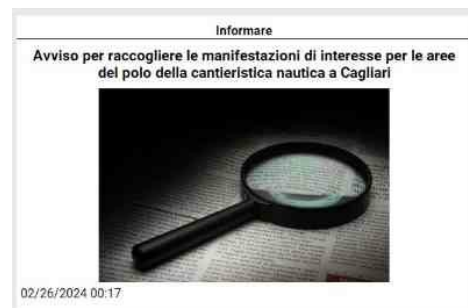 Informare
Avviso per raccogliere le manifestazioni di interesse per le aree
del polo della cantieristica nautica a Cagliari
02/26/2024 00:17